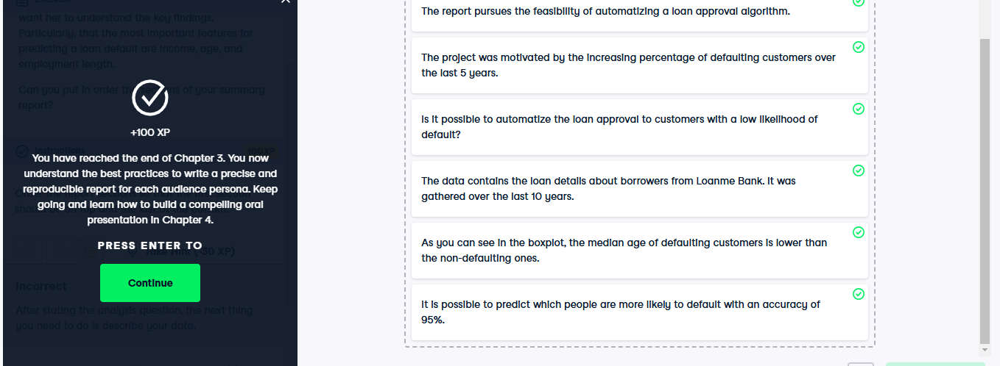 Exercise
want her to understand the key findings.
Particularly, that the most important features for
predicting a loan default are income, age, and
employment length.
Can you put in order the sections of your summary
report?
+100 XP
Instructions
100 XP
You have reached the end of Chapter 3. You now
understand the best practices to write a precise and
reproducible report for each audience persona. Keep
going and learn how to build a compelling oral
presentation in Chapter 4.
PRESS ENTER TO
Take Hint (-30 XP)
Continue
Incorrect
After stating the analysis question, the next thing
you need to do is describe your data.
The report pursues the feasibility of automatizing a loan approval algorithm.
The project was motivated by the increasing percentage of defaulting customers over
the last 5 years.
Is it possible to automatize the loan approval to customers with a low likelihood of
default?
The data contains the loan details about borrowers from Loanme Bank. It was
gathered over the last 10 years.
As you can see in the boxplot, the median age of defaulting customers is lower than
the non-defaulting ones.
It is possible to predict which people are more likely to default with an accuracy of
95%.